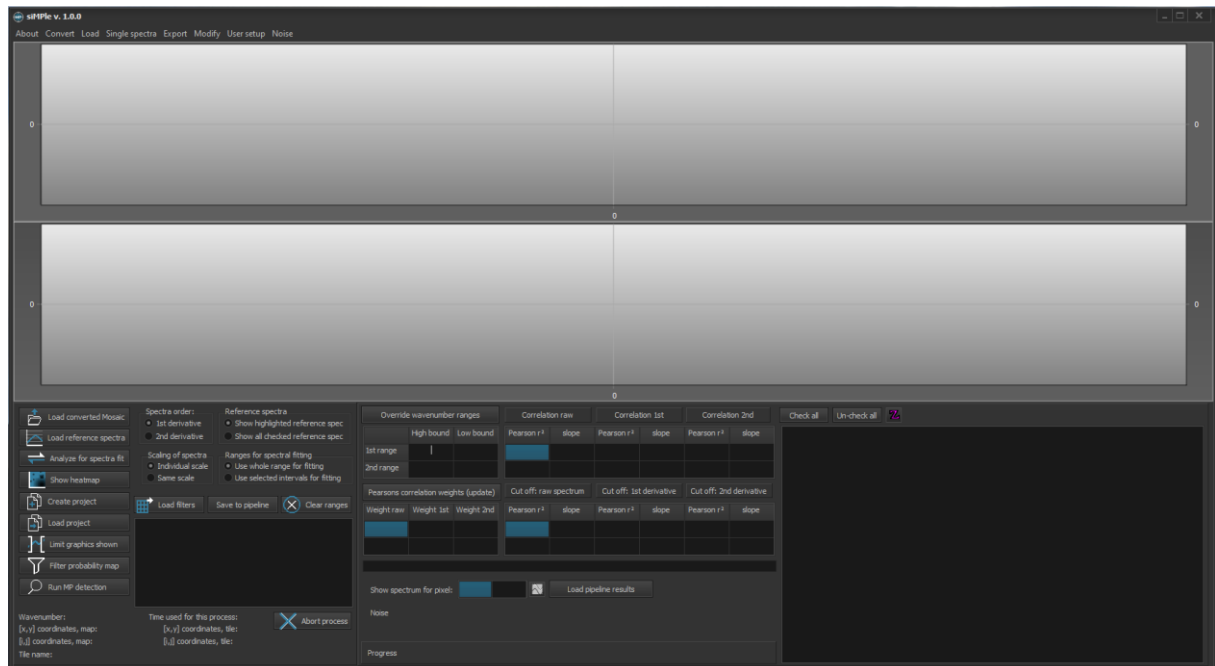 siMPle v. 1.0.0
About Convert Load Single spectra Export Modify User setup Noise
0 0
0
0 0
0
Load converted Mosaic
Load reference spectra
Analyze for spectra fit
Show heatmap
Create project
Load project
Limit graphics shown
Filter probability map
Run MP detection
Spectra order:
1st derivative
2nd derivative
Reference spectra
Show highlighted reference spec
Show all checked reference spec
Scaling of spectra
Individual scale
Same scale
Ranges for spectral fitting
Use whole range for fitting
Use selected intervals for fitting
Load filters Save to pipeline Clear ranges
Wavenumber:
[x,y] coordinates, map:
[i,j] coordinates, map:
Tile name:
Time used for this process:
[x,y] coordinates, tile:
[i,j] coordinates, tile:
Abort process
Override wavenumber ranges Correlation raw Correlation 1st Correlation 2nd
High bound Low bound Pearson r² slope Pearson r² slope Pearson r² slope
1st range
2nd range
Pearsons correlation weights (update) Cut off: raw spectrum Cut off: 1st derivative Cut off: 2nd derivative
Weight raw Weight 1st Weight 2nd Pearson r² slope Pearson r² slope Pearson r² slope
Show spectrum for pixel: Load pipeline results
Noise
Progress
Check all Un-check all